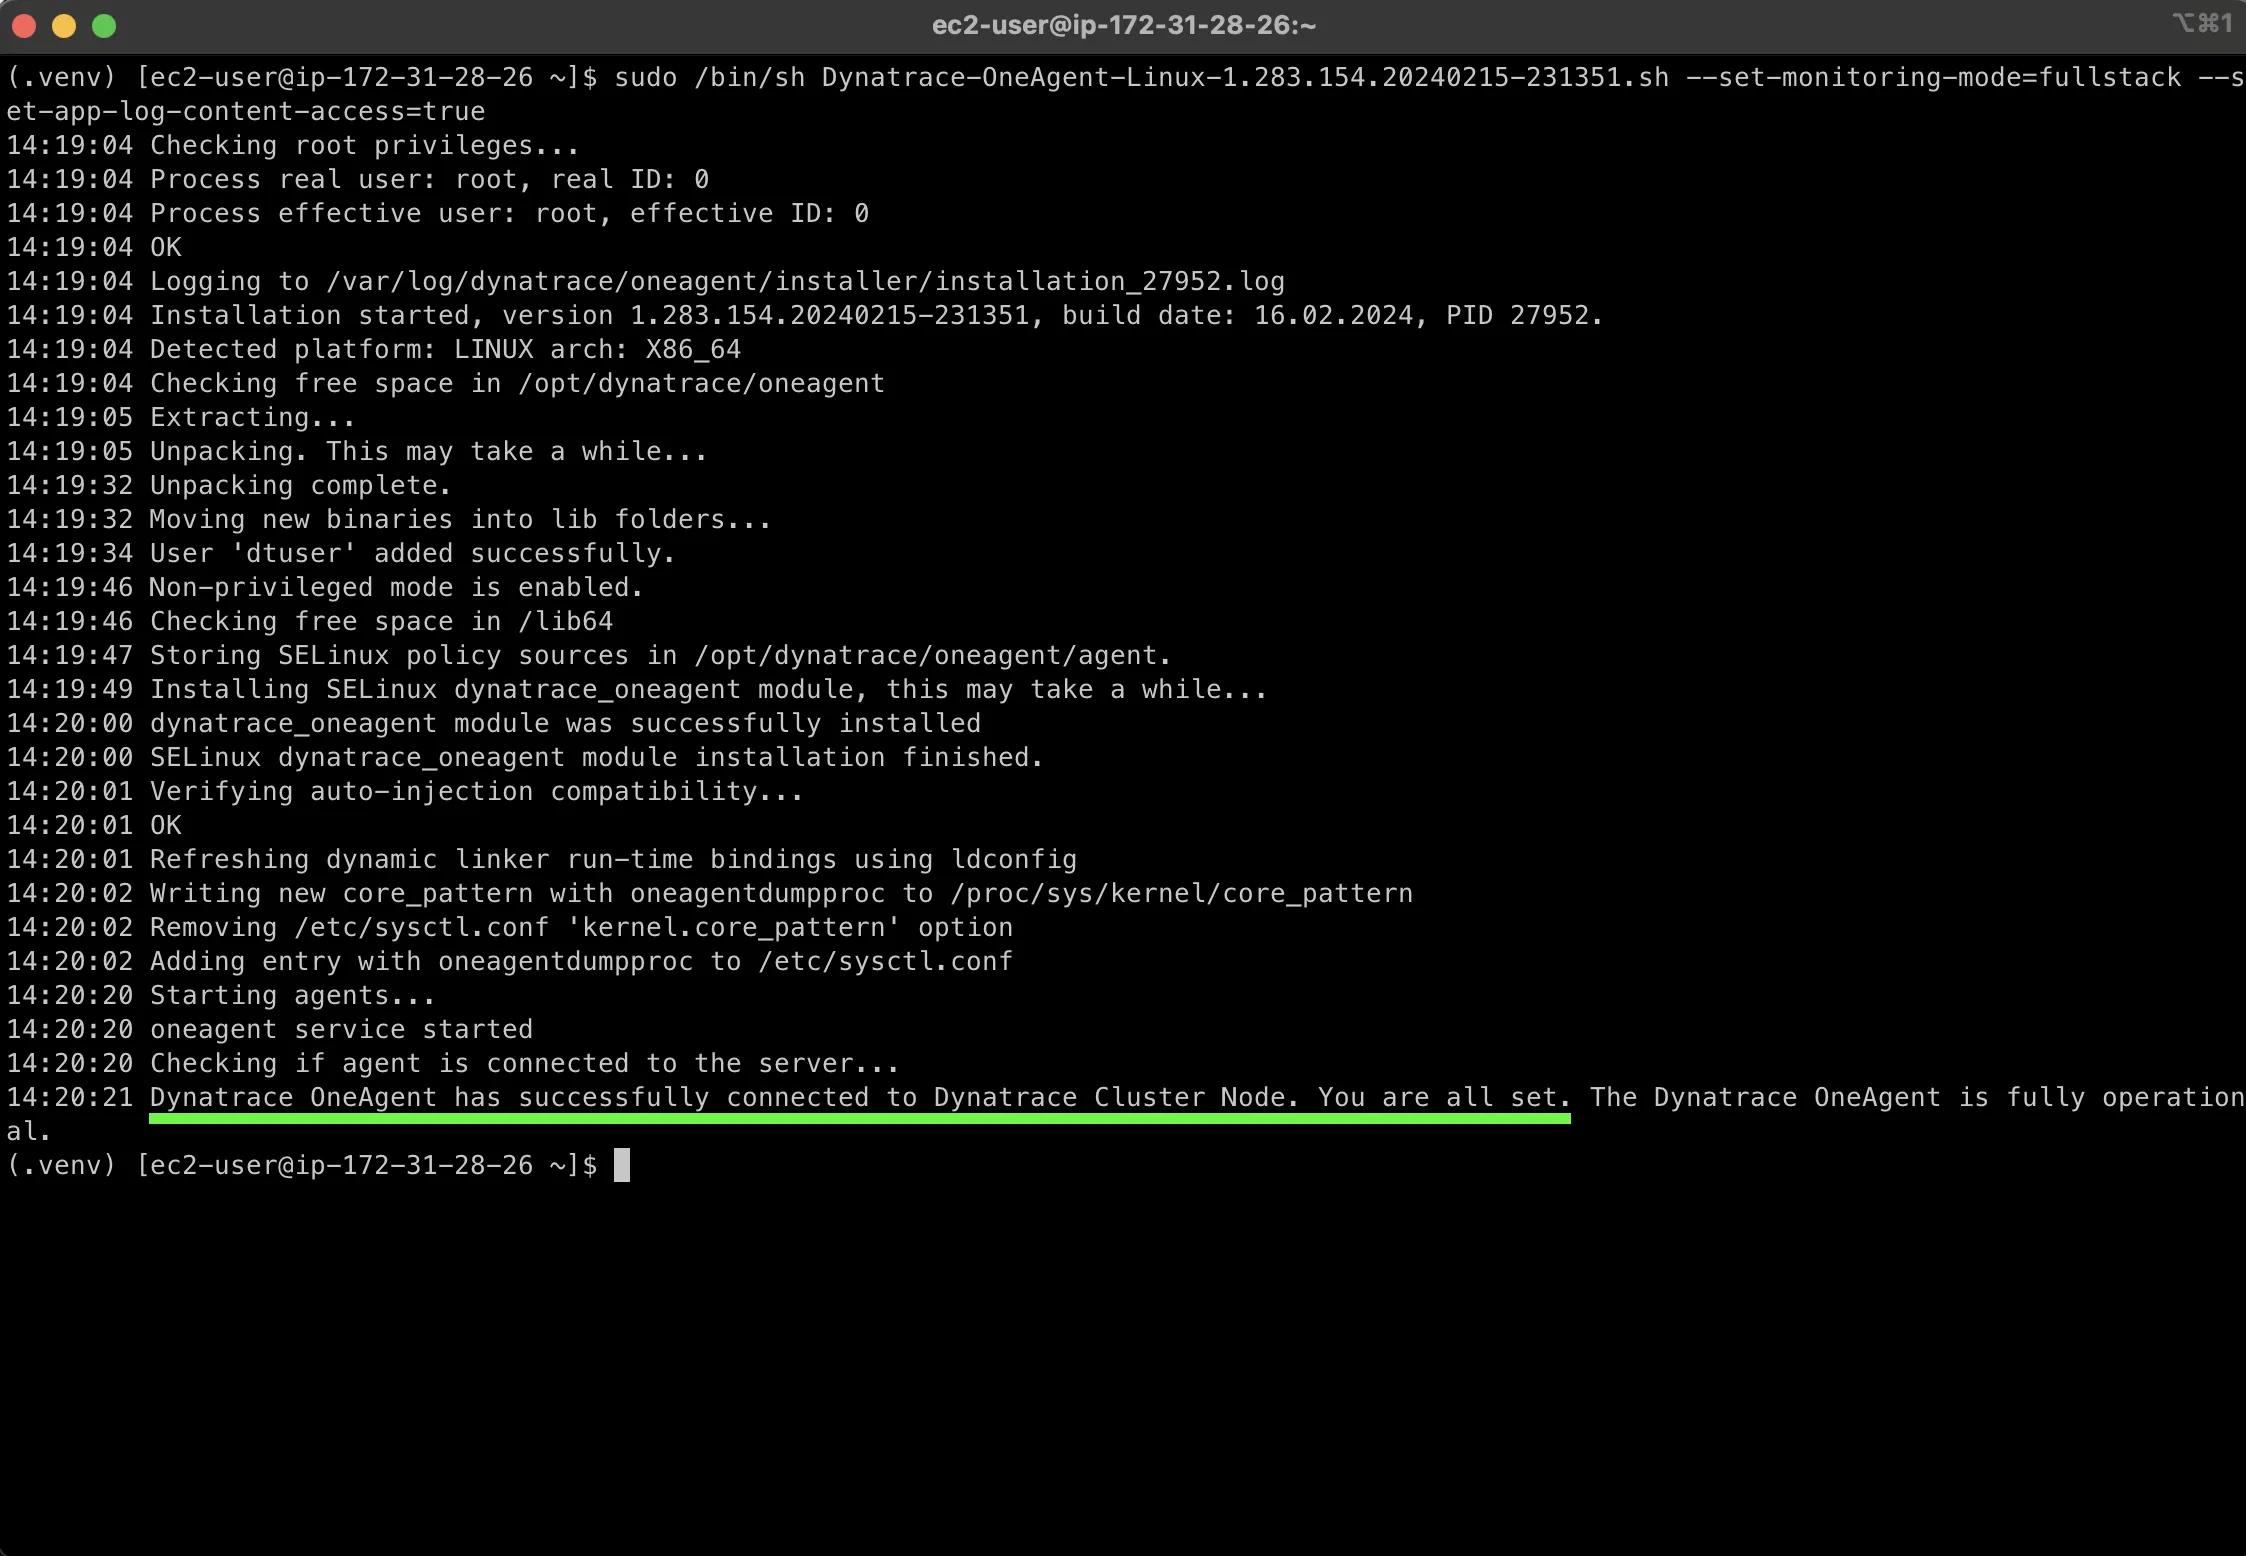 ec2-user@ip-172-31-28-26:~
⌥⌘1
(.venv) [ec2-user@ip-172-31-28-26 ~]$ sudo /bin/sh Dynatrace-OneAgent-Linux-1.283.154.20240215-231351.sh --set-monitoring-mode=fullstack --s
et-app-log-content-access=true
14:19:04 Checking root privileges...
14:19:04 Process real user: root, real ID: 0
14:19:04 Process effective user: root, effective ID: 0
14:19:04 OK
14:19:04 Logging to /var/log/dynatrace/oneagent/installer/installation_27952.log
14:19:04 Installation started, version 1.283.154.20240215-231351, build date: 16.02.2024, PID 27952.
14:19:04 Detected platform: LINUX arch: X86_64
14:19:04 Checking free space in /opt/dynatrace/oneagent
14:19:05 Extracting...
14:19:05 Unpacking. This may take a while...
14:19:32 Unpacking complete.
14:19:32 Moving new binaries into lib folders...
14:19:34 User 'dtuser' added successfully.
14:19:46 Non-privileged mode is enabled.
14:19:46 Checking free space in /lib64
14:19:47 Storing SELinux policy sources in /opt/dynatrace/oneagent/agent.
14:19:49 Installing SELinux dynatrace_oneagent module, this may take a while...
14:20:00 dynatrace_oneagent module was successfully installed
14:20:00 SELinux dynatrace_oneagent module installation finished.
14:20:01 Verifying auto-injection compatibility...
14:20:01 OK
14:20:01 Refreshing dynamic linker run-time bindings using ldconfig
14:20:02 Writing new core_pattern with oneagentdumpproc to /proc/sys/kernel/core_pattern
14:20:02 Removing /etc/sysctl.conf 'kernel.core_pattern' option
14:20:02 Adding entry with oneagentdumpproc to /etc/sysctl.conf
14:20:20 Starting agents...
14:20:20 oneagent service started
14:20:20 Checking if agent is connected to the server...
14:20:21 Dynatrace OneAgent has successfully connected to Dynatrace Cluster Node. You are all set. The Dynatrace OneAgent is fully operation
al.
(.venv) [ec2-user@ip-172-31-28-26 ~]$